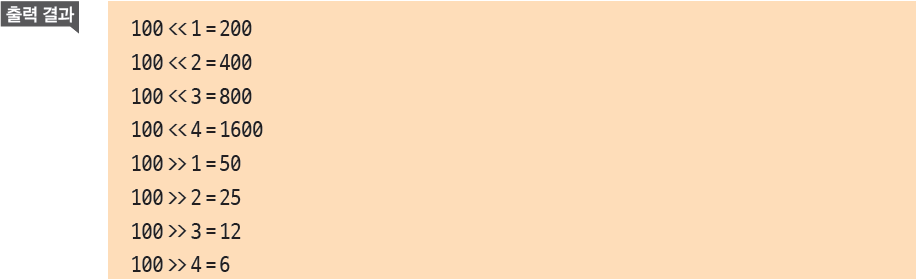 출력 결과
100 << 1 = 200
100 << 2 = 400
100 << 3 = 800
100 << 4 = 1600
100 >> 1 = 50
100 >> 2 = 25
100 >> 3 = 12
100 >> 4 = 6